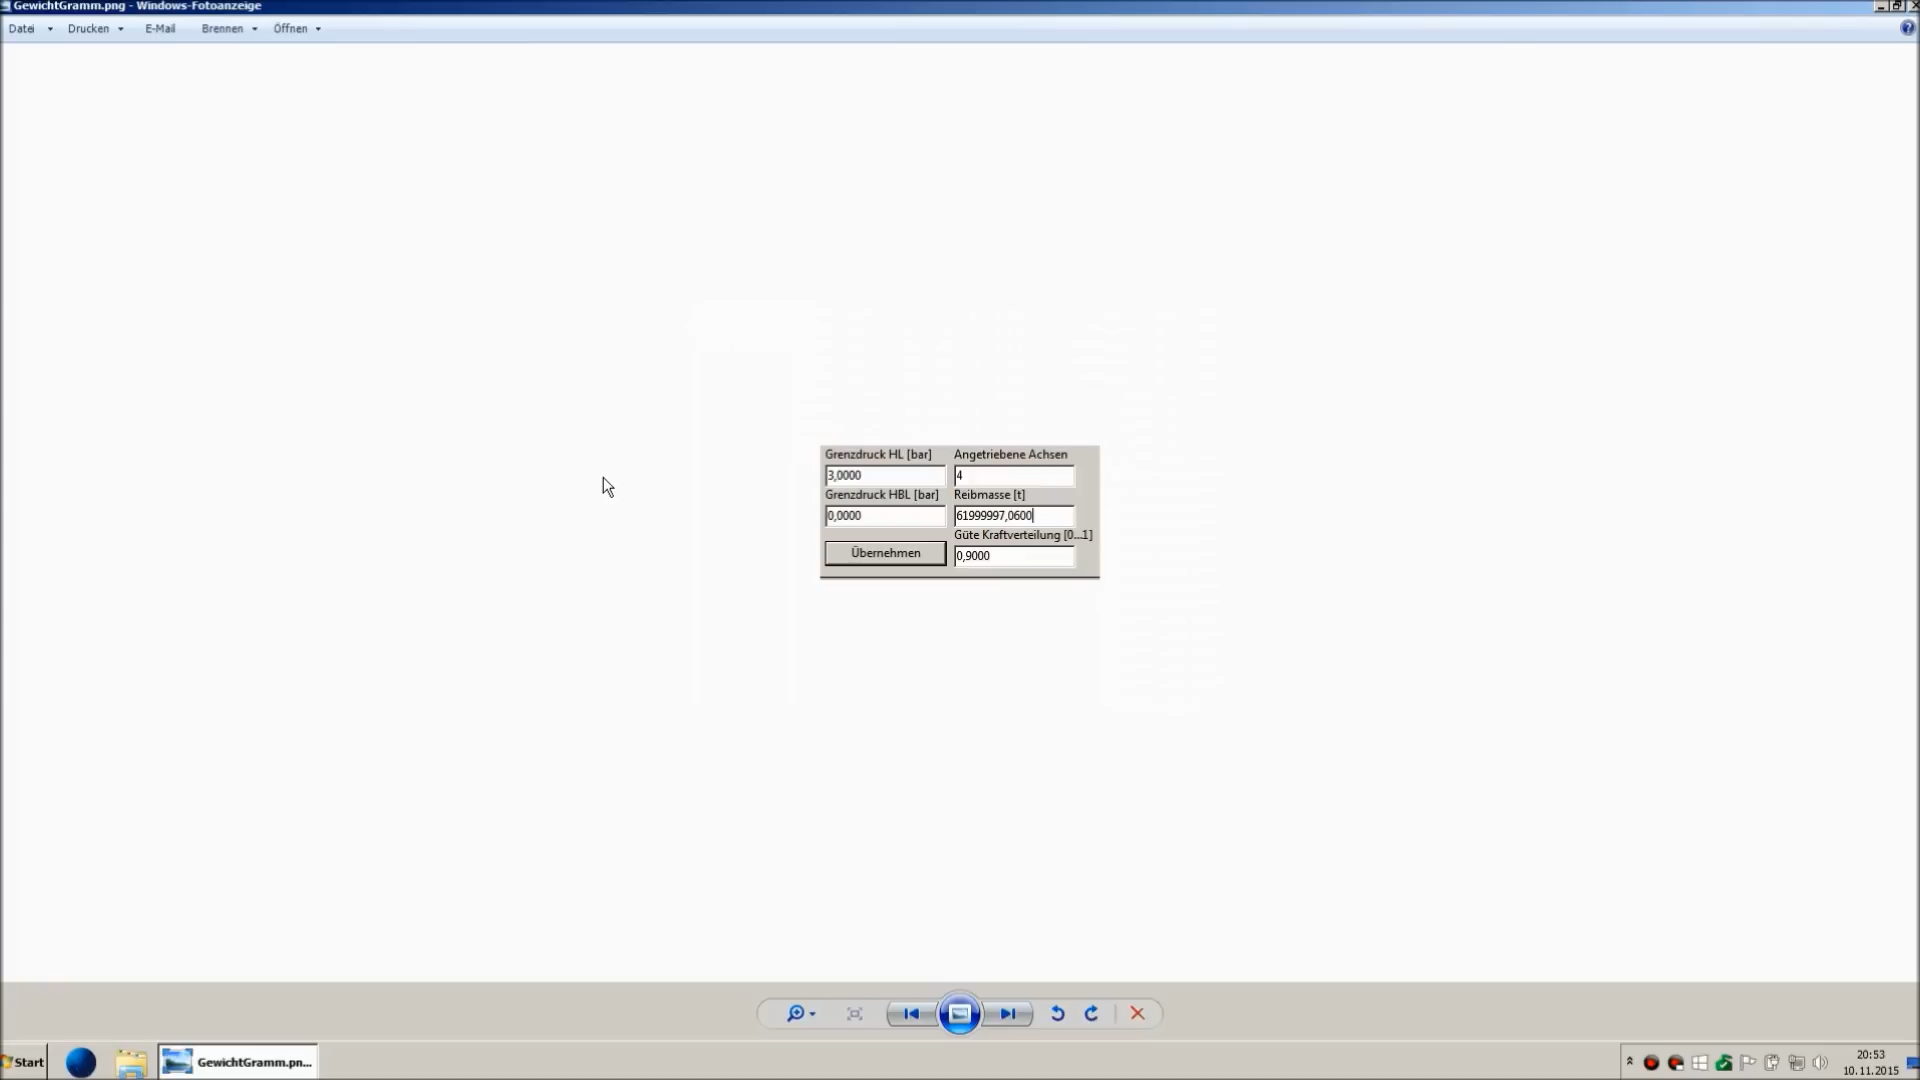 GewichtGramm.png - Windows-Fotoanzeige
Datei Drucken E-Mail Brennen Öffnen
Grenzdruck HL [bar] Angetriebene Achsen
3,0000 4
Grenzdruck HBL [bar] Reibmasse [t]
0,0000 61999997,0600
Güte Kraftverteilung [0...1]
Übernehmen 0,9000
Start GewichtGramm.pn...
20:53
10.11.2015